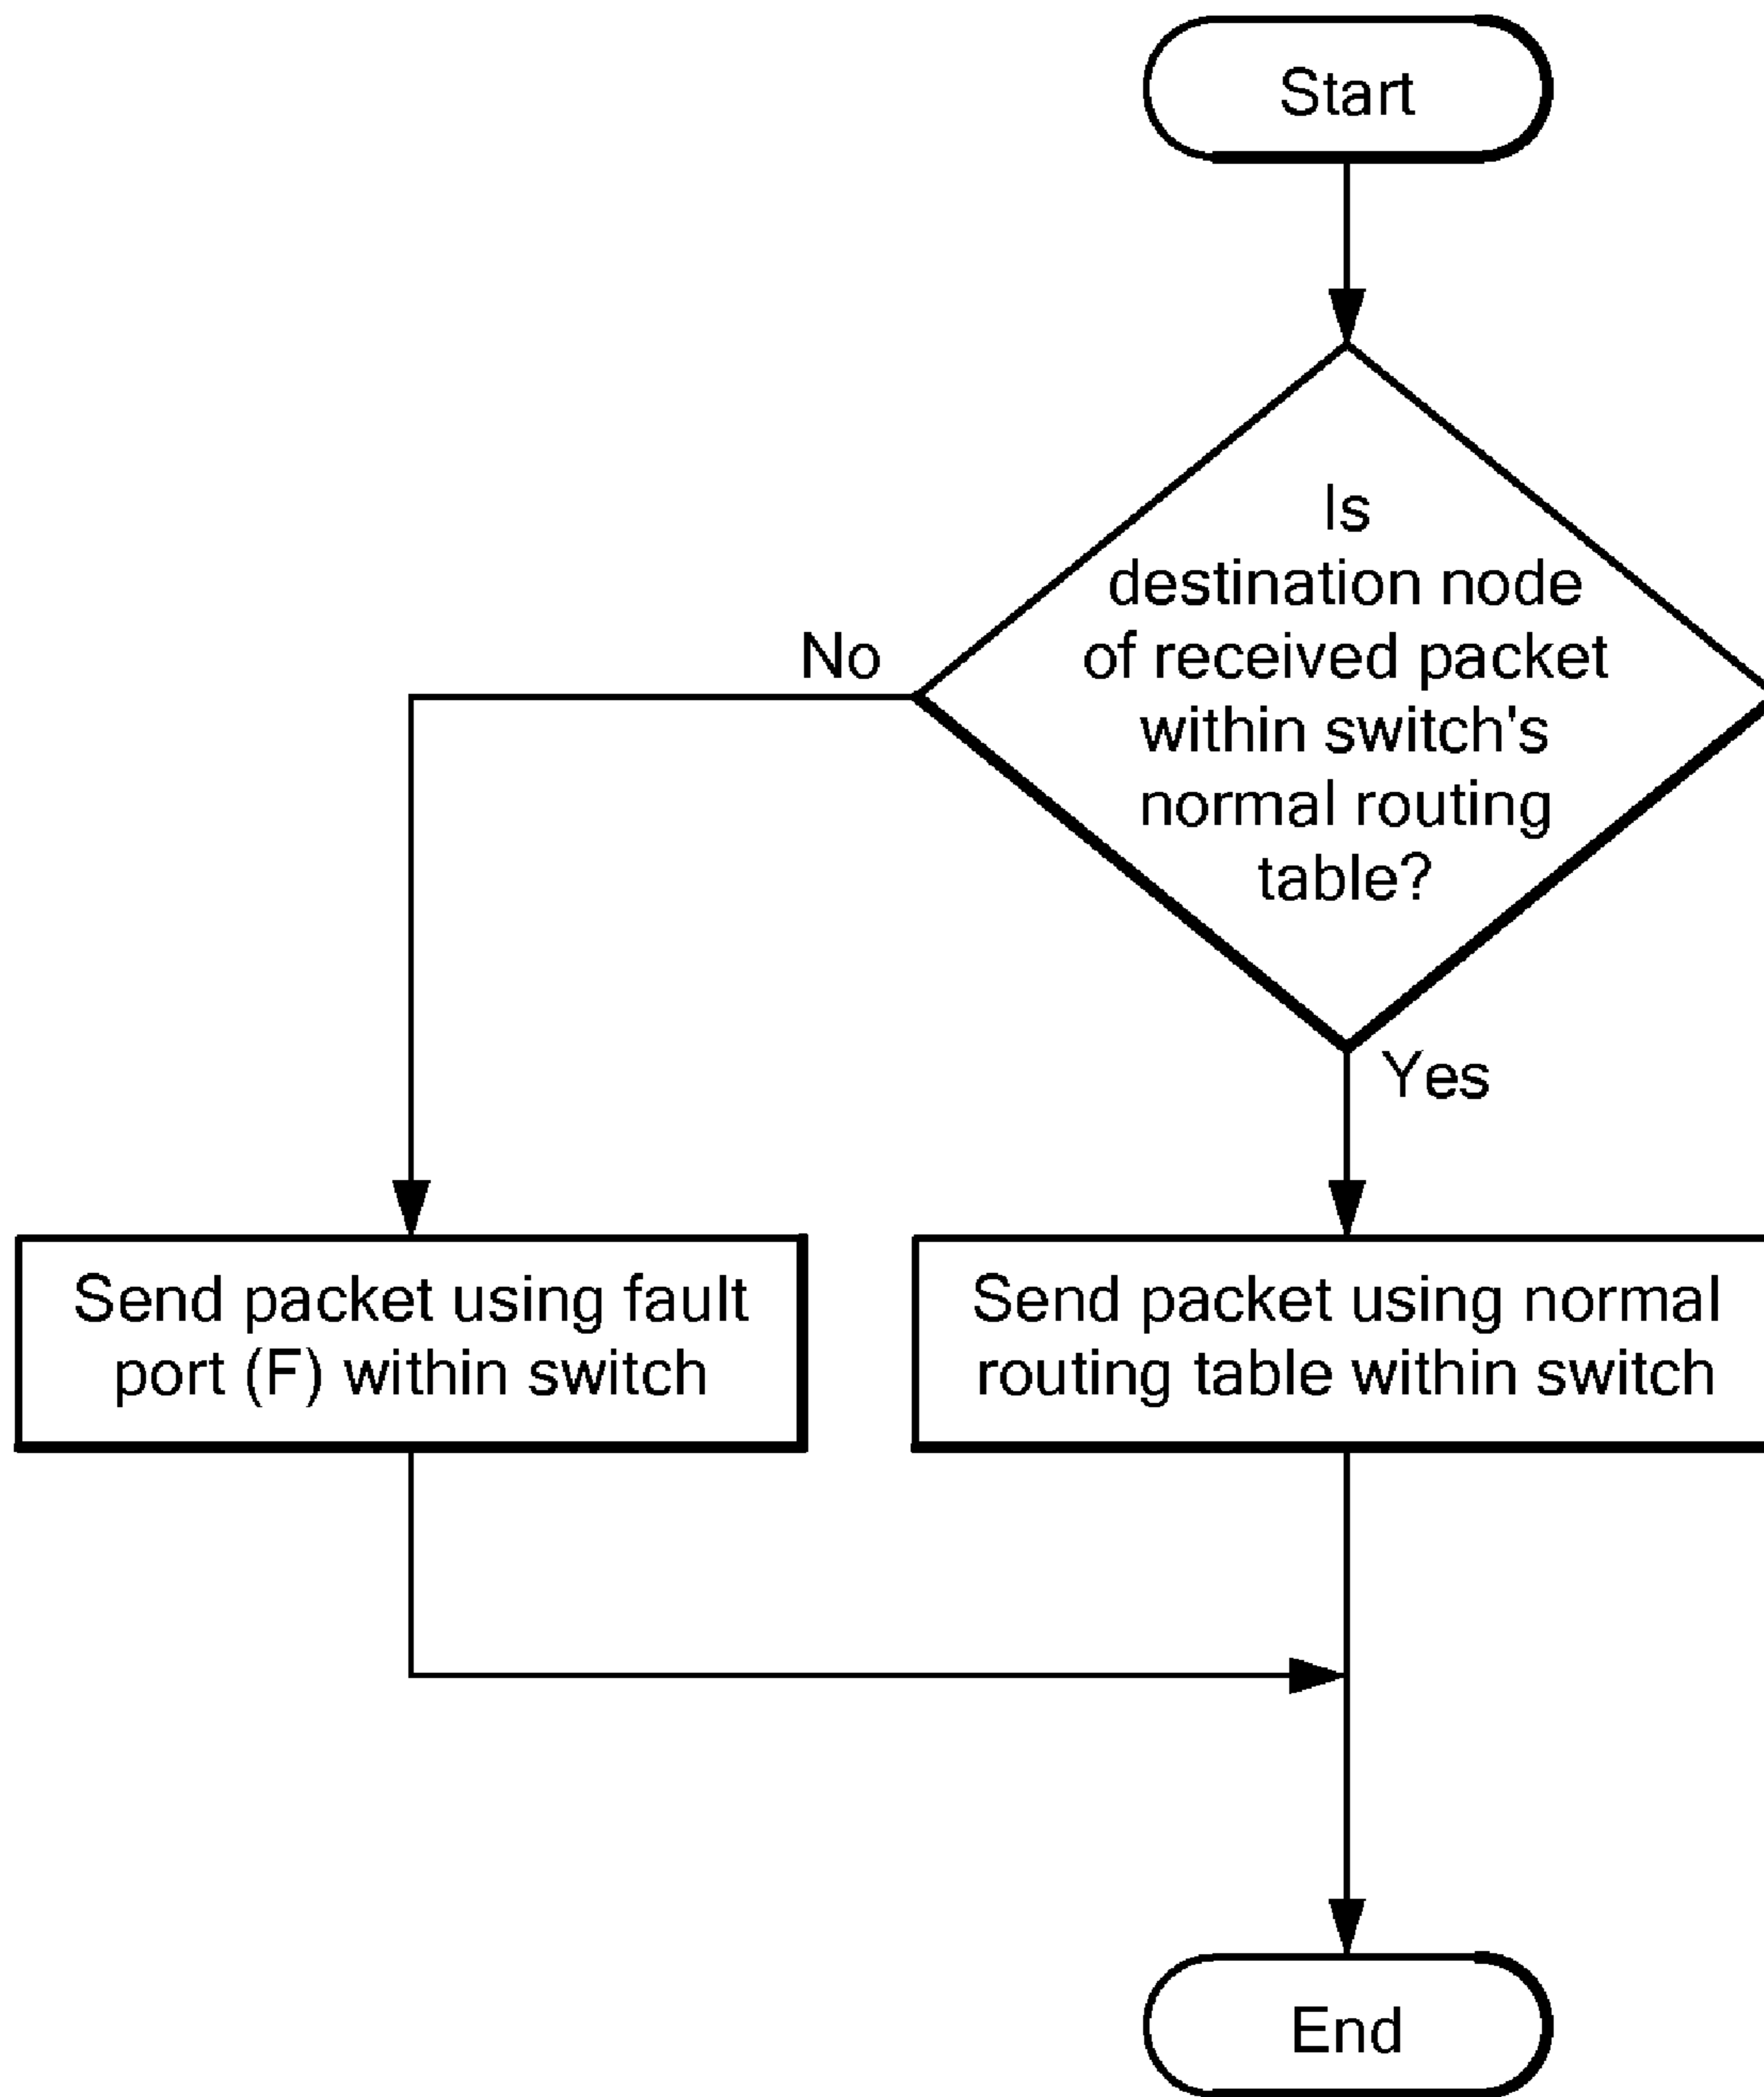 Start
Is
destination node
of received packet
within switch's
normal routing
table?
No
Yes
Send packet using fault
port (F) within switch
Send packet using normal
routing table within switch
End